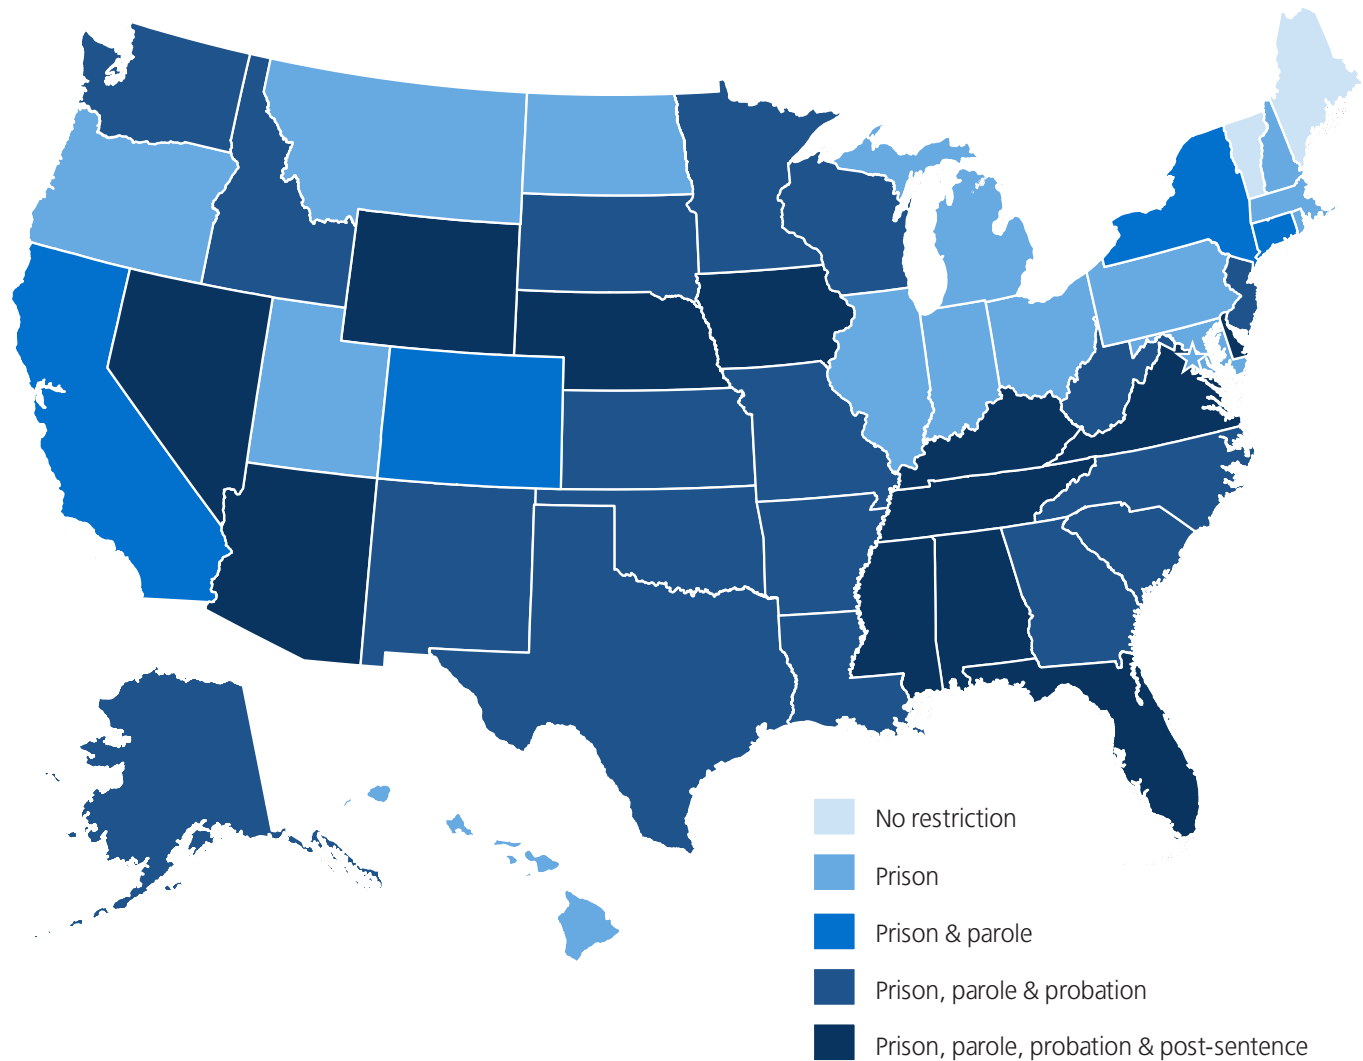 No restriction
Prison
Prison & parole
Prison, parole & probation
Prison, parole, probation & post-sentence